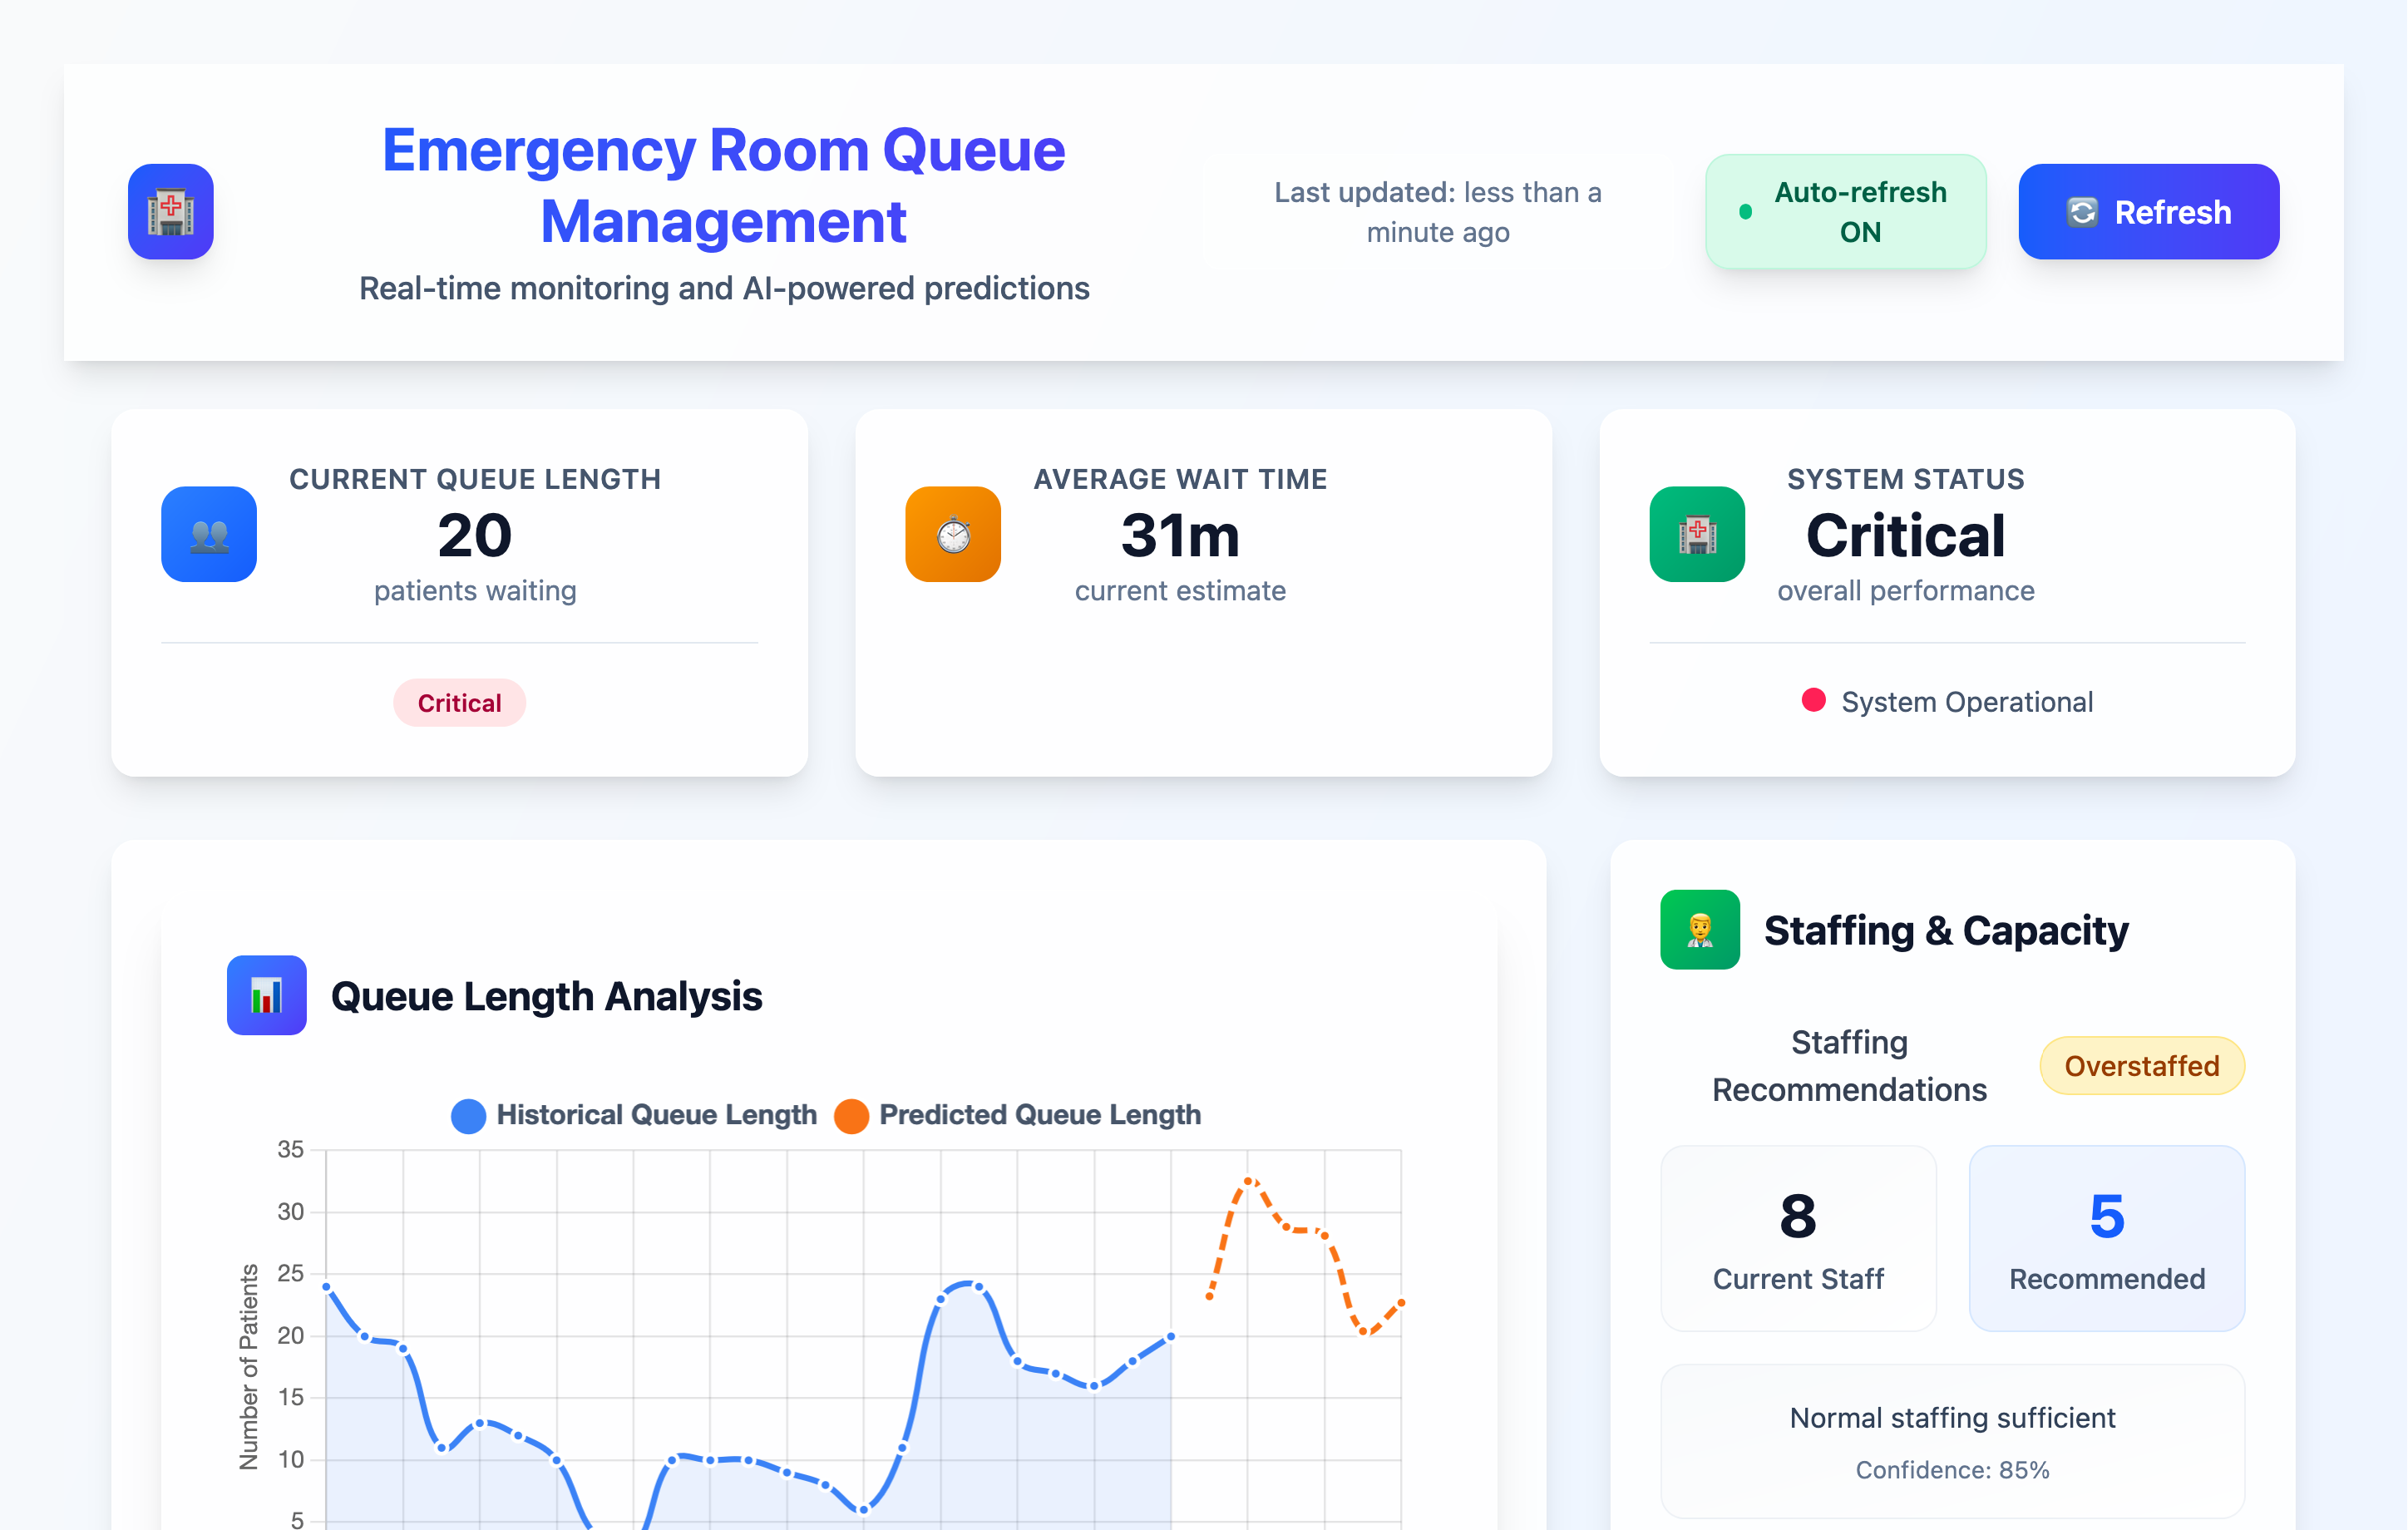 Emergency Room Queue
Management
Real-time monitoring and AI-powered predictions
Last updated: less than a
minute ago
Auto-refresh
ON
Refresh
CURRENT QUEUE LENGTH
20
patients waiting
Critical
AVERAGE WAIT TIME
31m
current estimate
SYSTEM STATUS
Critical
overall performance
System Operational
Queue Length Analysis
Historical Queue Length
Predicted Queue Length
Number of Patients
35
30
25
20
15
10
5
Staffing & Capacity
Staffing
Recommendations
Overstaffed
8
Current Staff
5
Recommended
Normal staffing sufficient
Confidence: 85%